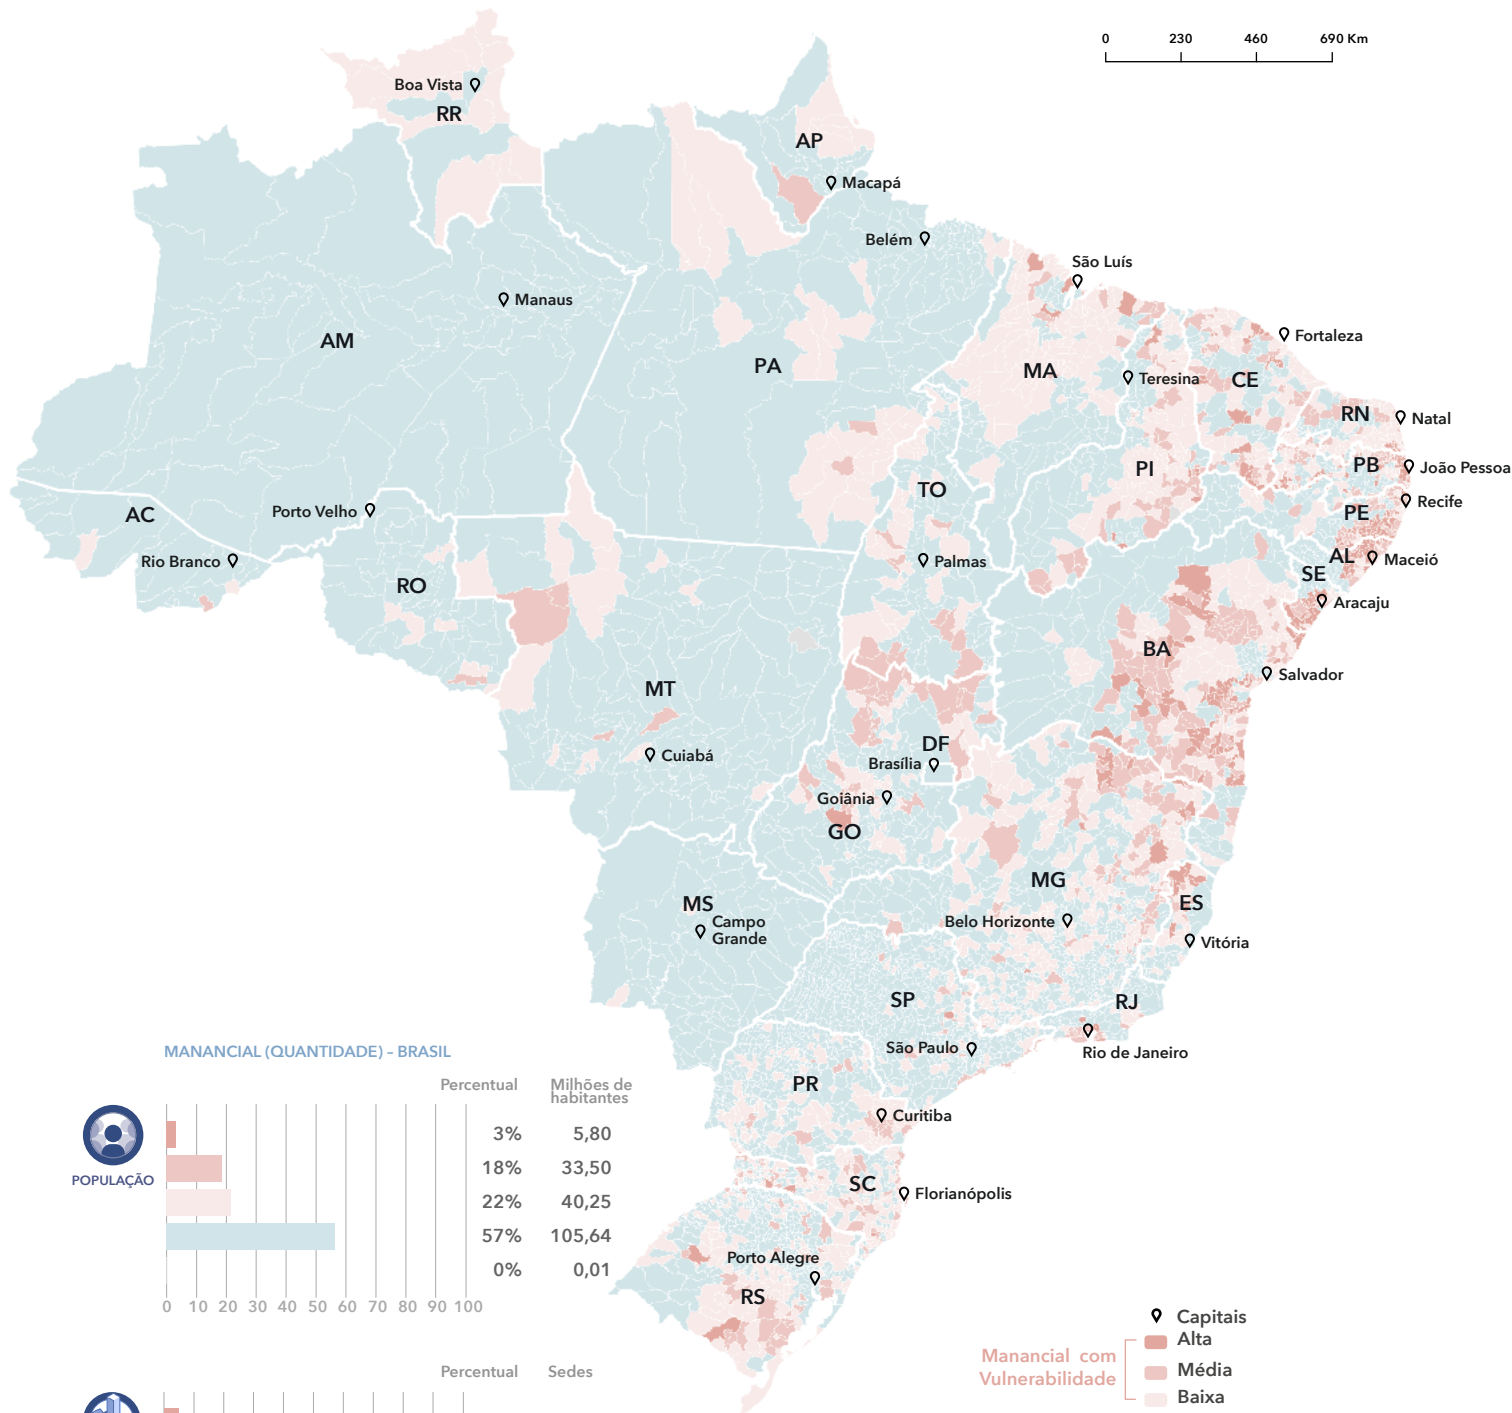 0 230 460 690 Km
Boa Vista
RR
AP
Macapá
Belém
São Luís
Manaus
Fortaleza
AM
PA
MA
Teresina
CE
RN
Natal
PI
PB
João Pessoa
TO
Recife
AC
Porto Velho
PE
Rio Branco
Palmas
AL
Maceió
RO
SE
Aracaju
BA
Salvador
MT
DF
Cuiabá
Brasília
Goiânia
GO
MG
MS
ES
Campo
Grande
Belo Horizonte
Vitória
SP
RJ
São Paulo
Rio de Janeiro
PR
Curitiba
SC
Florianópolis
Porto Alegre
RS
MANANCIAL (QUANTIDADE) – BRASIL
Percentual Milhões de
habitantes
3% 5,80
18% 33,50
POPULAÇÃO
22% 40,25
57% 105,64
0% 0,01
0 10 20 30 40 50 60 70 80 90 100
Percentual Sedes
Capitais
Manancial com
Vulnerabilidade
Alta
Média
Baixa